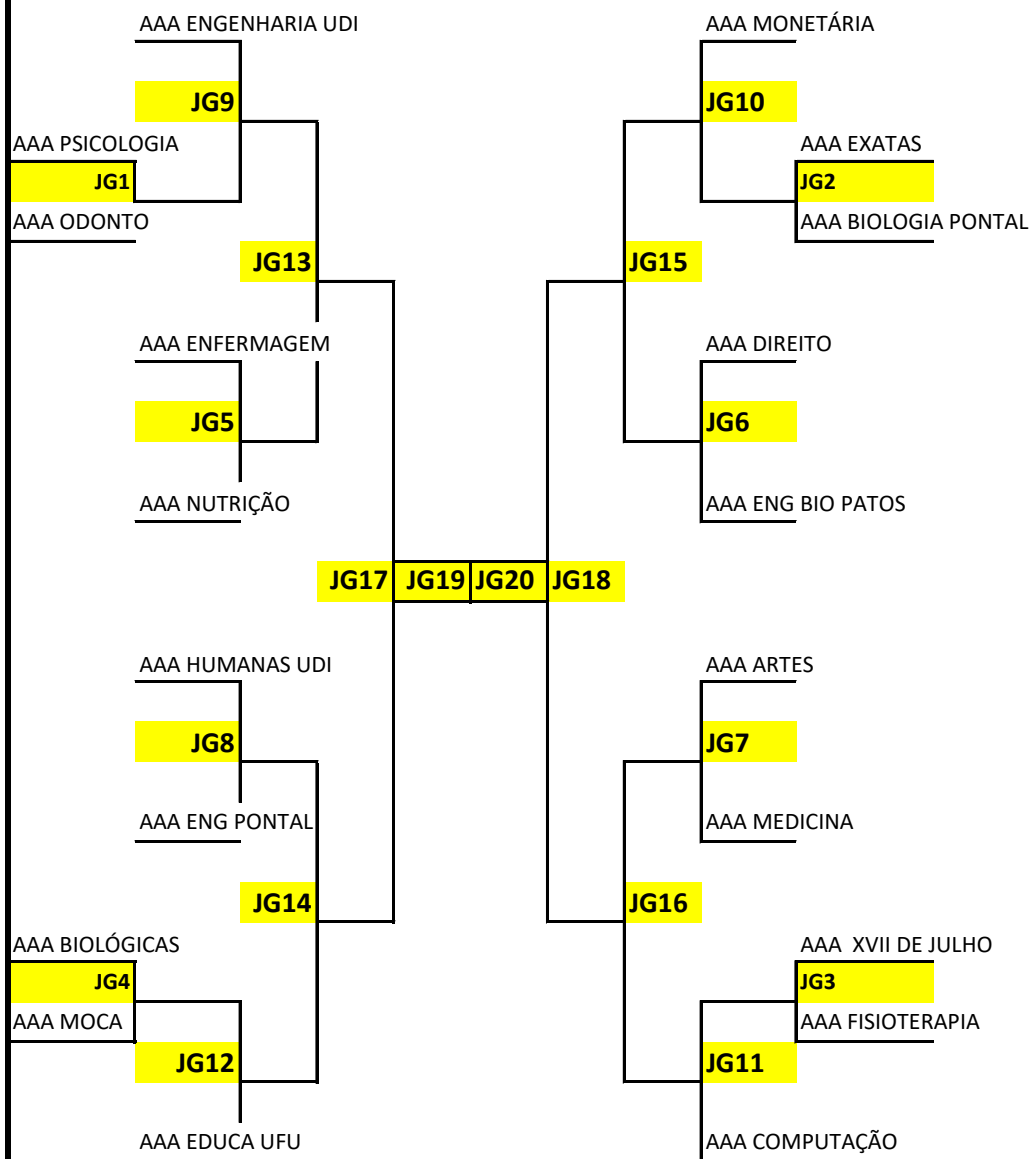 AAA ENGENHARIA UDI
AAA MONETÁRIA
JG9
JG10
AAA PSICOLOGIA
AAA EXATAS
JG1
JG2
AAA ODONTO
AAA BIOLOGIA PONTAL
JG13
JG15
AAA ENFERMAGEM
AAA DIREITO
JG5
JG6
AAA NUTRIÇÃO
AAA ENG BIO PATOS
JG17 JG19 JG20 JG18
AAA HUMANAS UDI
AAA ARTES
JG8
JG7
AAA ENG PONTAL
AAA MEDICINA
JG14
JG16
AAA BIOLÓGICAS
AAA XVII DE JULHO
JG4
JG3
AAA MOCA
AAA FISIOTERAPIA
JG12
JG11
AAA EDUCA UFU
AAA COMPUTAÇÃO